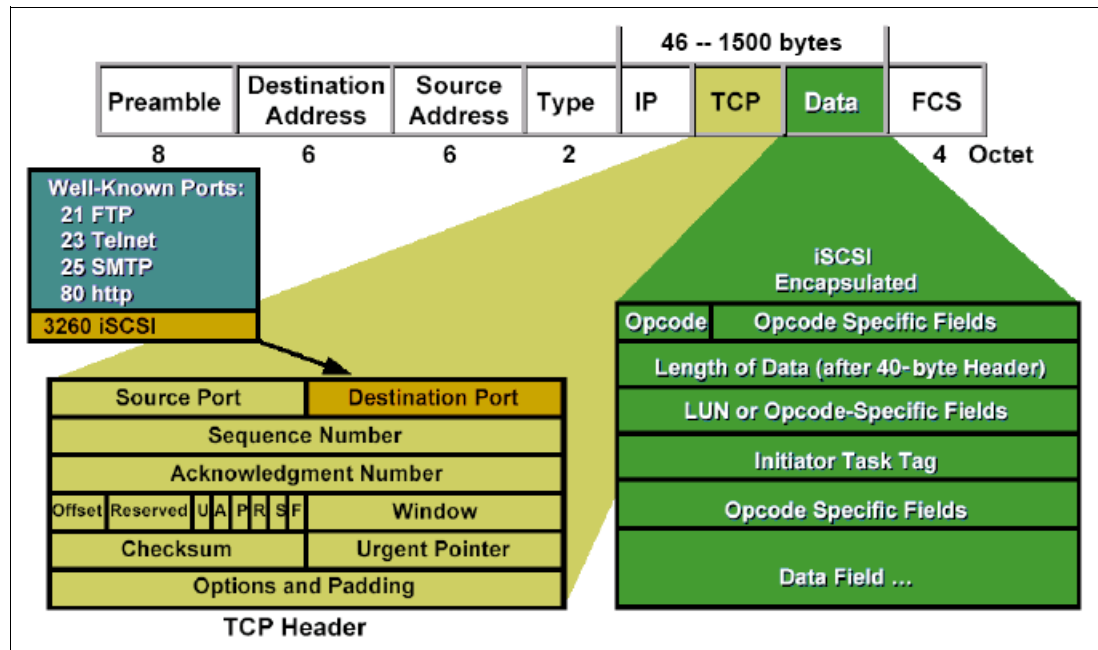 46 -- 1500 bytes
Preamble
Destination
Address
Source
Address
Type
IP
TCP
Data
FCS
8
6
6
2
4 Octet
Well-Known Ports:
21 FTP
23 Telnet
25 SMTP
80 http
3260 iSCSI
Source Port
Destination Port
Sequence Number
Acknowledgment Number
Offset
Reserved
U
A
P
R
S
F
Window
Checksum
Urgent Pointer
Options and Padding
TCP Header
iSCSI
Encapsulated
Opcode
Opcode Specific Fields
Length of Data (after 40-byte Header)
LUN or Opcode-Specific Fields
Initiator Task Tag
Opcode Specific Fields
Data Field ...